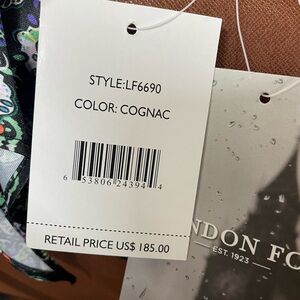 STYLE:LF6690
COLOR: COGNAC
6 53806 24394 4
RETAIL PRICE US$ 185.00
NDON FO
EST. 1923